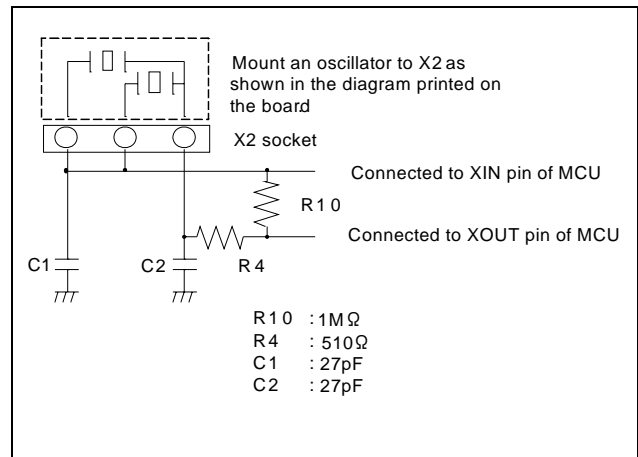 Mount an oscillator to X2 as
shown in the diagram printed on
the board
X2 socket
Connected to XIN pin of MCU
R10
Connected to XOUT pin of MCU
C1
C2
R4
R10 : 1MΩ
R4 : 510Ω
C1 : 27pF
C2 : 27pF